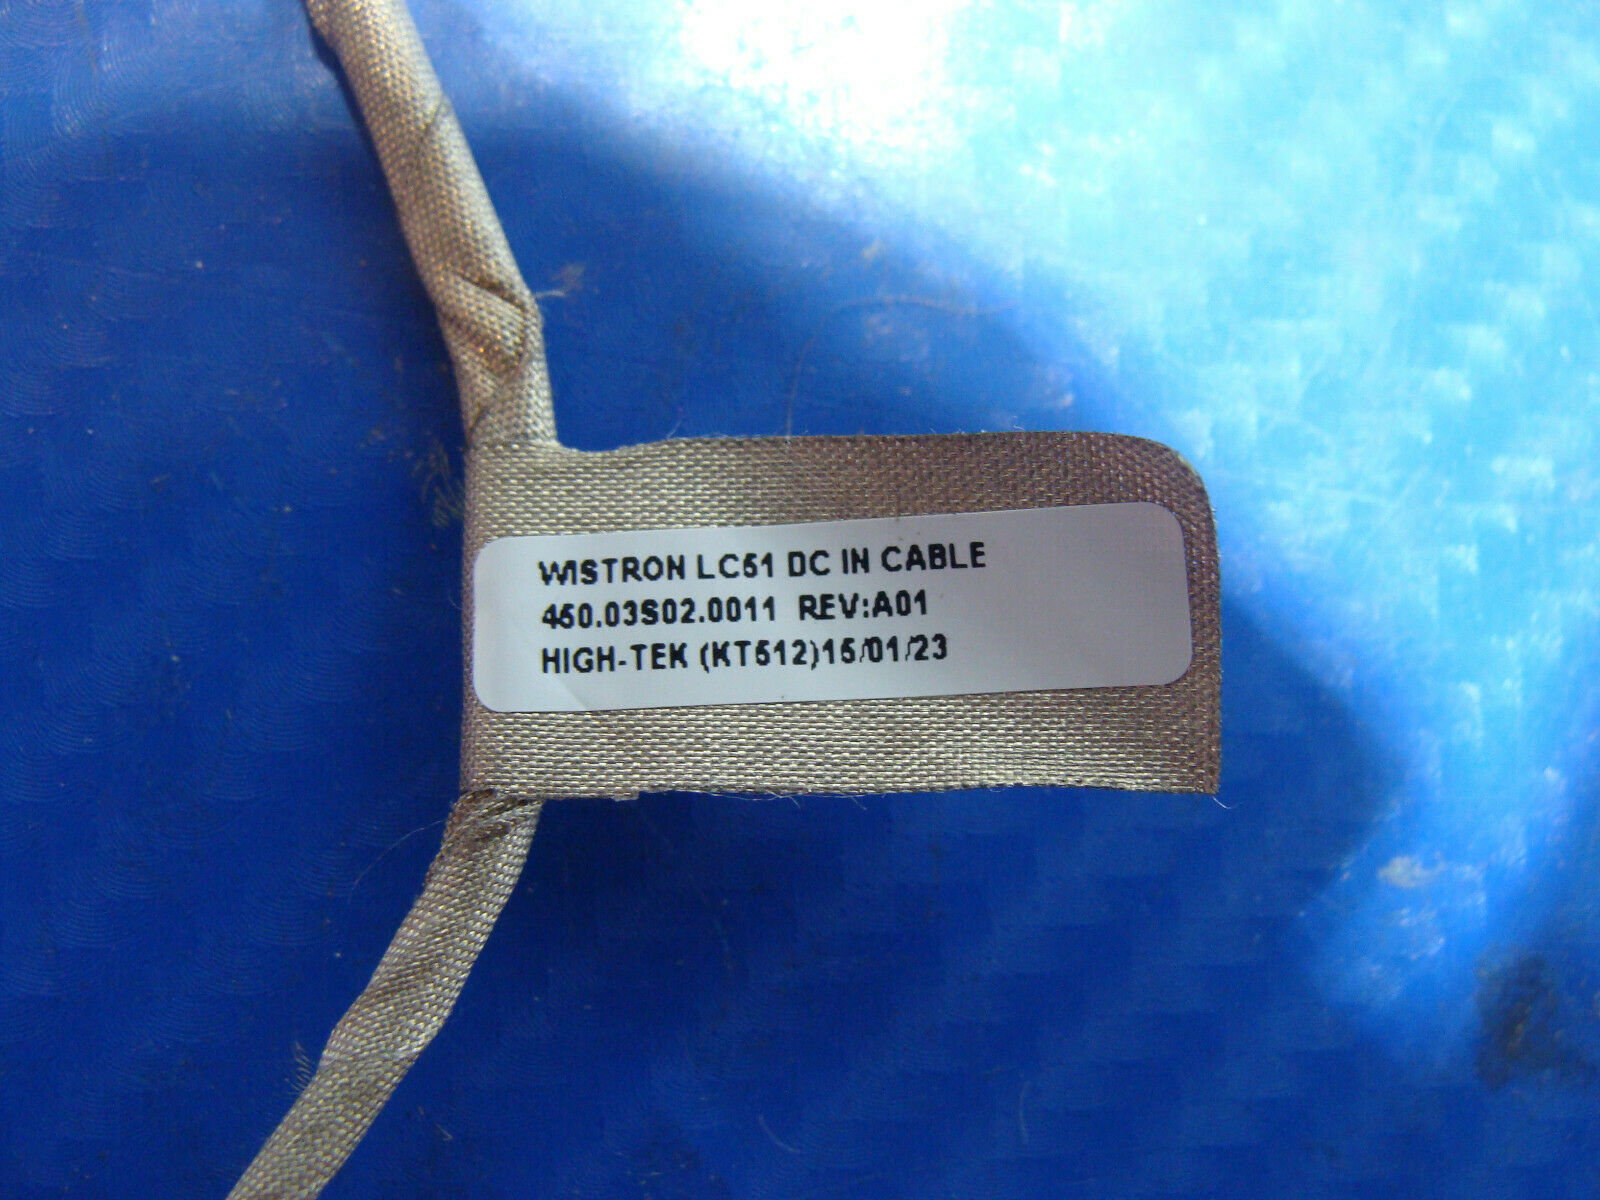 WISTRON LC51 DC IN CABLE
450.03S02.0011 REV:A01
HIGH-TEK (KT512)15/01/23